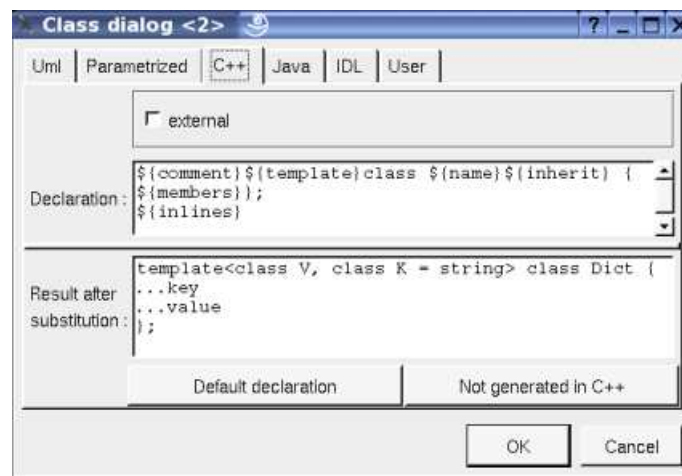 Class dialog <2>
? _ X
Uml Parametrized C++ Java IDL User
external
Declaration :
${comment}${template}class ${name}${inherit} {
${members}};
${inlines}
Result after
substitution :
template<class V, class K = string> class Dict {
...key
...value
};
Default declaration Not generated in C++
OK Cancel